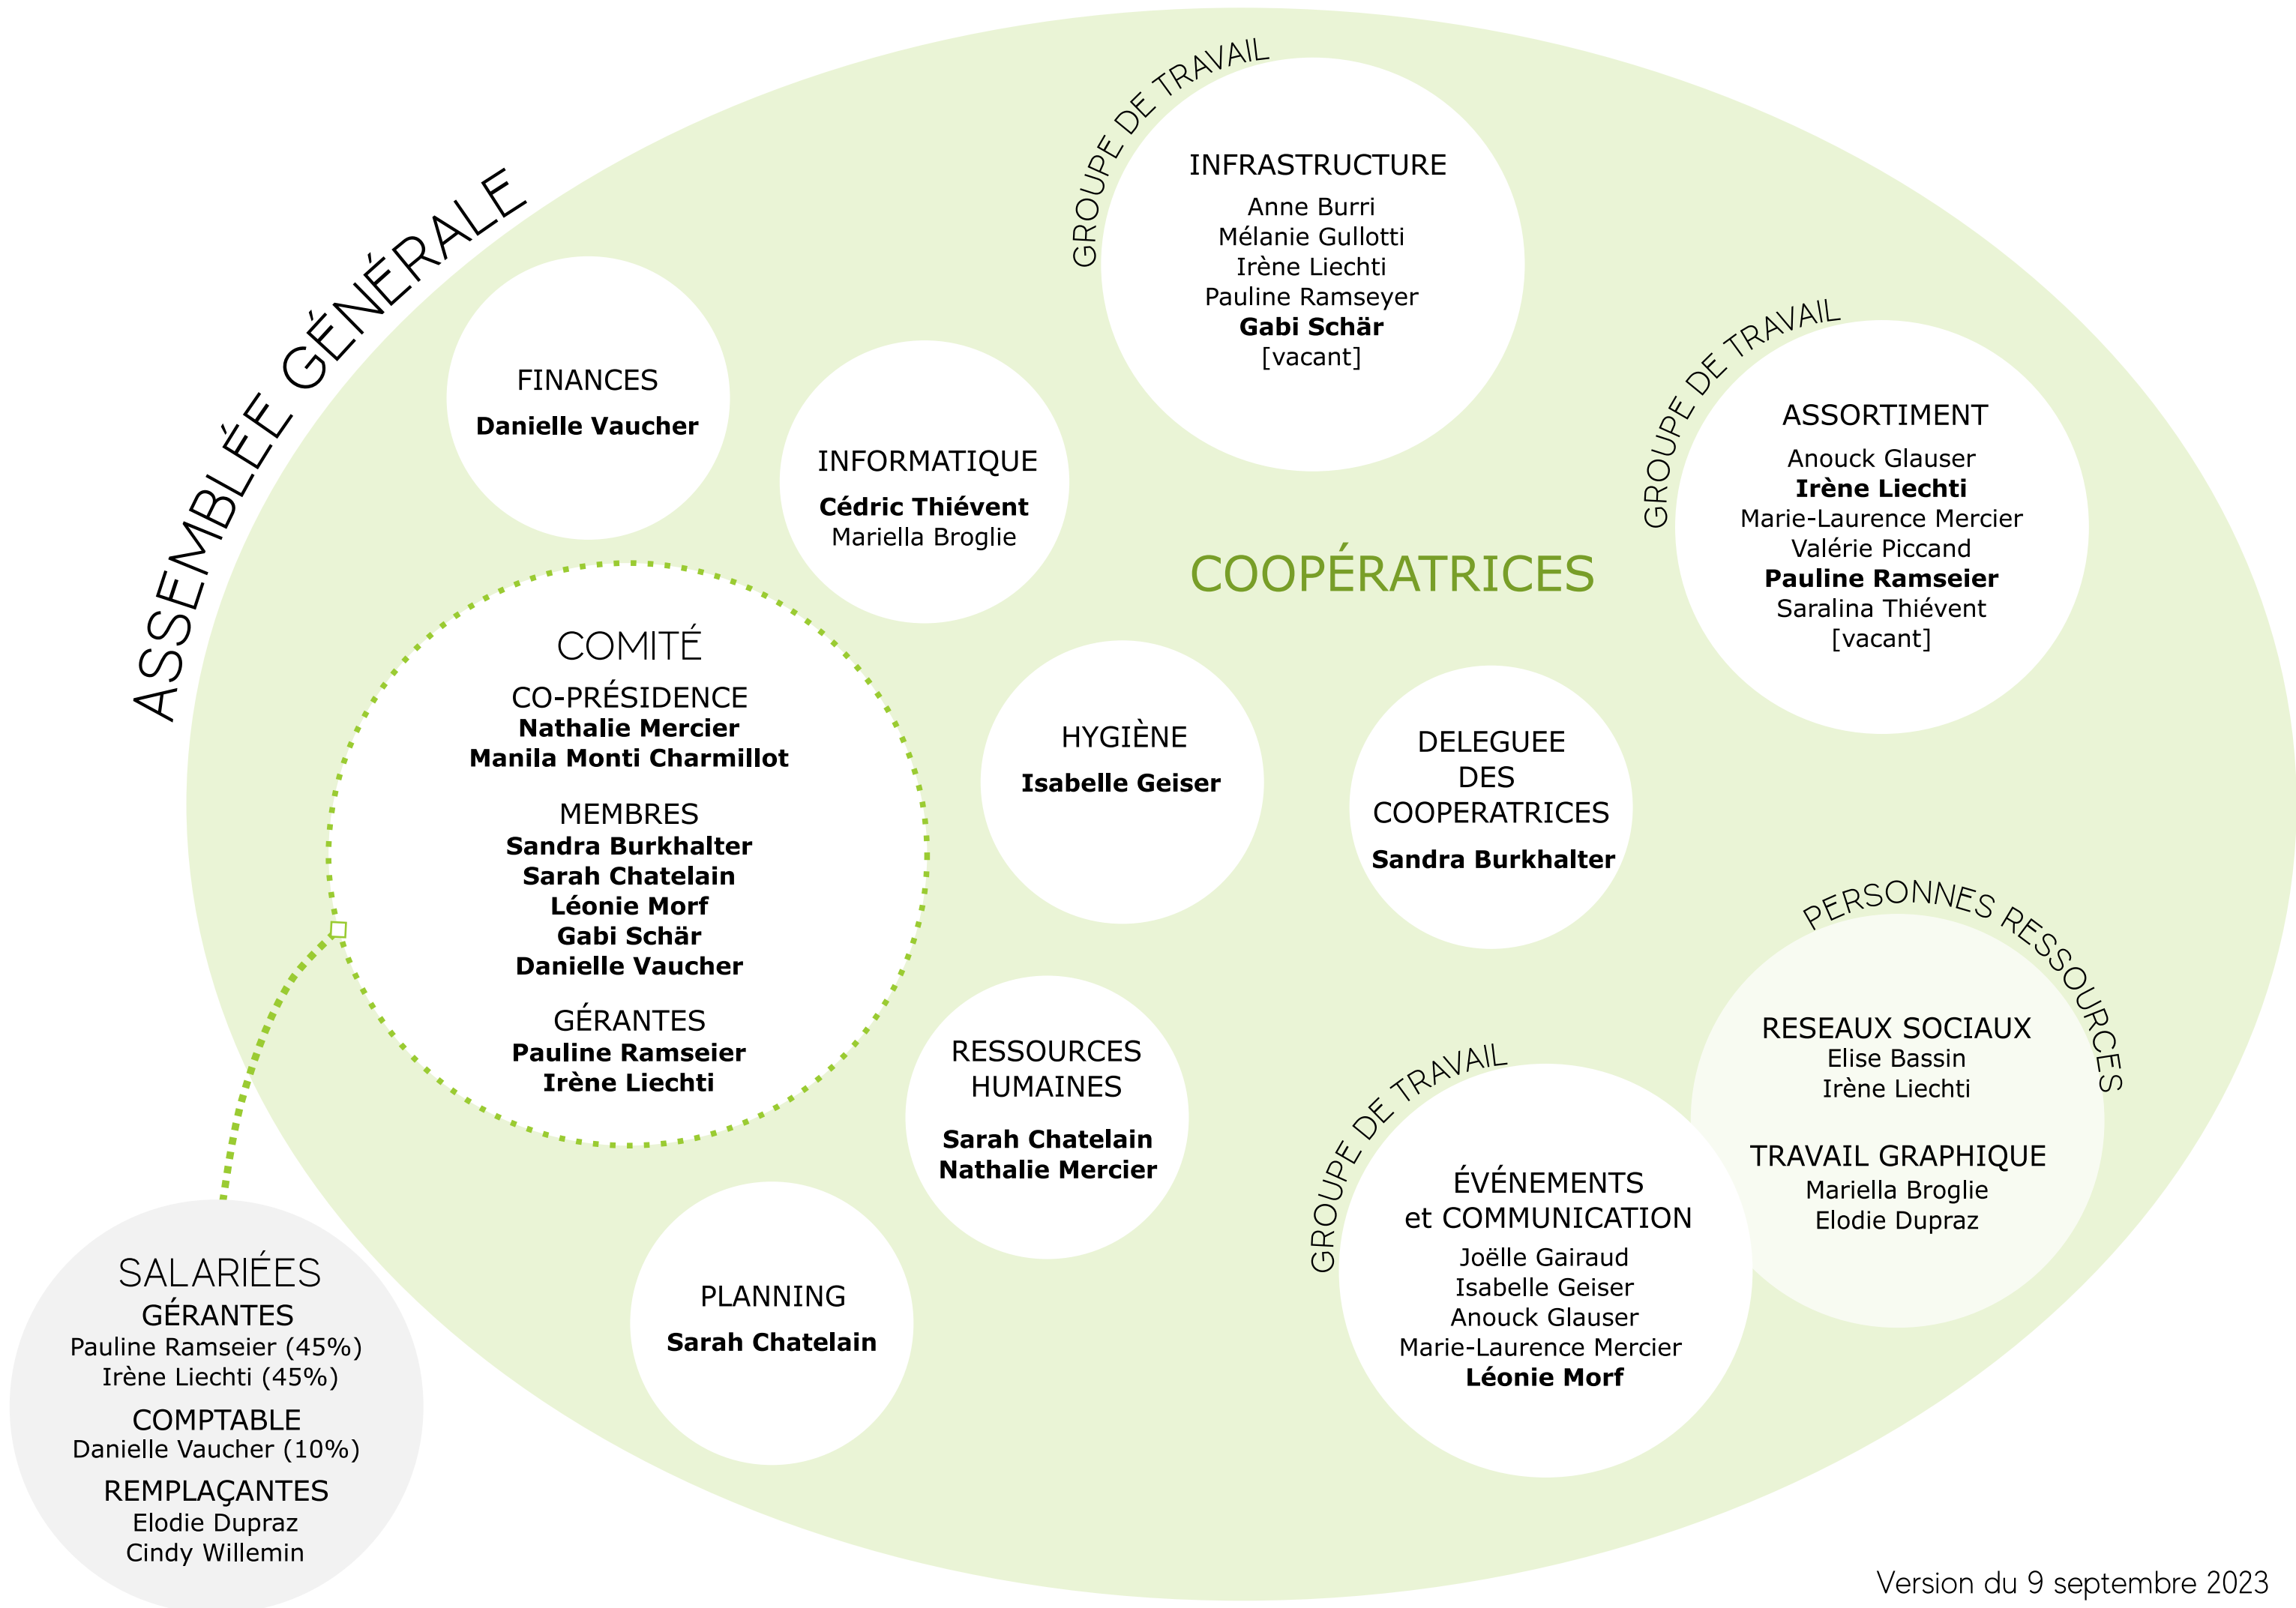 ASSEMBLÉE GÉNÉRALE
FINANCES
Danielle Vaucher
INFORMATIQUE
Cédric Thiévent
Mariella Broglie
GROUPE DE TRAVAIL
INFRASTRUCTURE
Anne Burri
Mélanie Gullotti
Irène Liechti
Pauline Ramseyer
Gabi Schär
[vacant]
GROUPE DE TRAVAIL
ASSORTIMENT
Anouck Glauser
Irène Liechti
Marie-Laurence Mercier
Valérie Piccand
Pauline Ramseier
Saralina Thiévent
[vacant]
COOPÉRATRICES
COMITÉ
CO-PRÉSIDENCE
Nathalie Mercier
Manila Monti Charmillot
MEMBRES
Sandra Burkhalter
Sarah Chatelain
Léonie Morf
Gabi Schär
Danielle Vaucher
GÉRANTES
Pauline Ramseier
Irène Liechti
HYGIÈNE
Isabelle Geiser
DELEGUEE
DES
COOPERATRICES
Sandra Burkhalter
RESSOURCES
HUMAINES
Sarah Chatelain
Nathalie Mercier
PERSONNES RESSOURCES
RESEAUX SOCIAUX
Elise Bassin
Irène Liechti
TRAVAIL GRAPHIQUE
Mariella Broglie
Elodie Dupraz
GROUPE DE TRAVAIL
ÉVÉNEMENTS
et COMMUNICATION
Joëlle Gairaud
Isabelle Geiser
Anouck Glauser
Marie-Laurence Mercier
Léonie Morf
PLANNING
Sarah Chatelain
SALARIÉES
GÉRANTES
Pauline Ramseier (45%)
Irène Liechti (45%)
COMPTABLE
Danielle Vaucher (10%)
REMPLAÇANTES
Elodie Dupraz
Cindy Willemin
Version du 9 septembre 2023